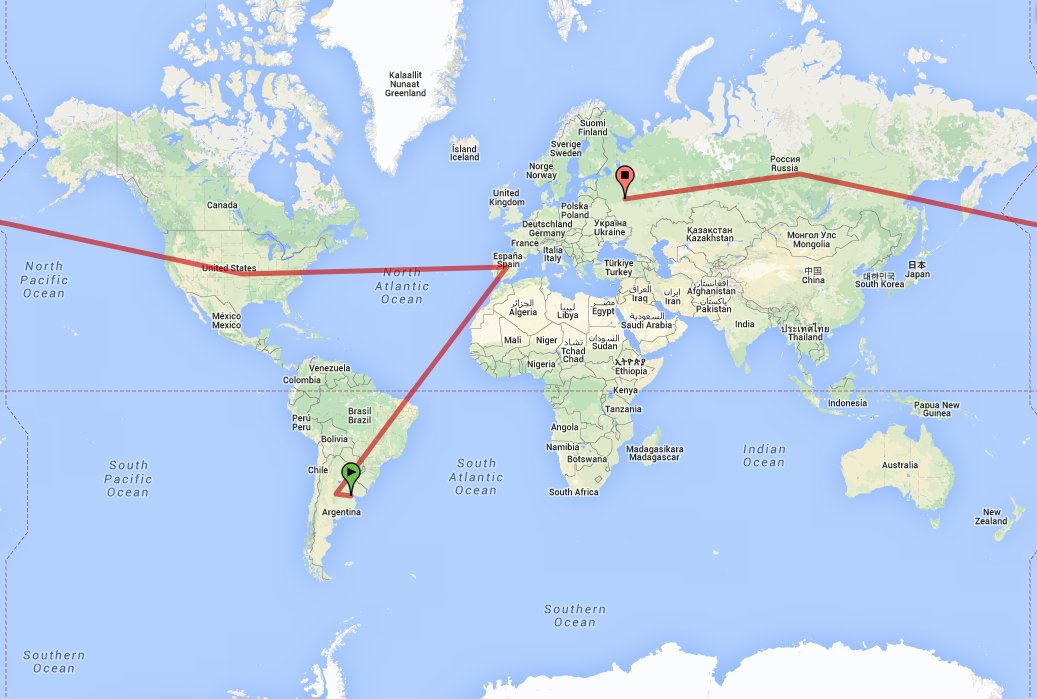 Kalaallit
Nunaat
Greenland
Suomi
Finland
Ísland
Iceland
Sverige
Sweden
Россия
Russia
Norge
Norway
United
Kingdom
Canada
Polska
Poland
Deutschland
Germany
Україна
Ukraine
Қазақстан
Kazakhstan
Монгол Улс
Mongolia
France
Italia
Italy
España
Spain
North
Pacific
Ocean
United States
North
Atlantic
Ocean
Türkiye
Turkey
中国
China
日本
Japan
대한민국
South Korea
افغانستان
Afghanistan
العراق
Iraq
ایران
Iran
پاکستان
Pakistan
الجزائر
Algeria
ليبيا
Libya
مصر
Egypt
السعودية
Saudi Arabia
México
Mexico
India
Mali
Niger
تشاد
Tchad
Chad
السودان
Sudan
ประเทศไทย
Thailand
Nigeria
ኢትዮጵያ
Ethiopia
Venezuela
Colombia
Kenya
Indonesia
Papua New
Guinea
Tanzania
Brasil
Brazil
Perú
Peru
Angola
Bolivia
Namibia
Botswana
Madagasikara
Madagascar
Indian
Ocean
South
Pacific
Ocean
Chile
South
Atlantic
Ocean
Australia
South Africa
Argentina
New
Zealand
Southern
Ocean
Southern
Ocean